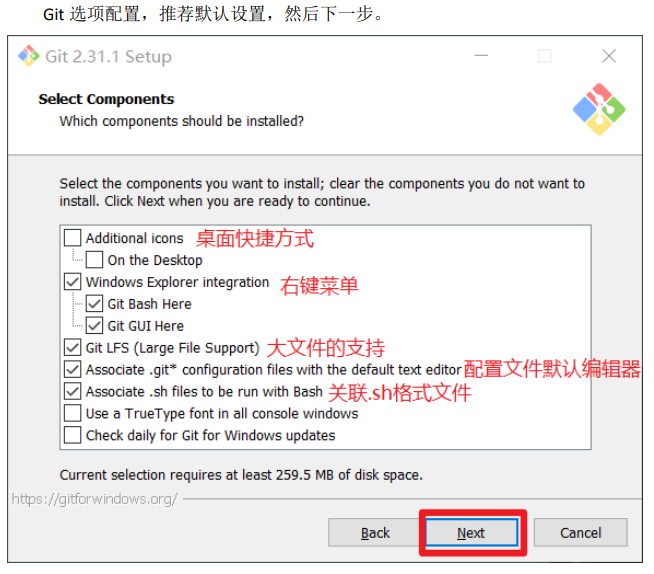 Git 选项配置，推荐默认设置，然后下一步。
Git 2.31.1 Setup
Select Components
Which components should be installed?
Select the components you want to install; clear the components you do not want to
install. Click Next when you are ready to continue.
Additional icons 桌面快捷方式
On the Desktop
Windows Explorer integration 右键菜单
Git Bash Here
Git GUI Here
Git LFS (Large File Support) 大文件的支持
Associate .git* configuration files with the default text editor 配置文件默认编辑器
Associate .sh files to be run with Bash 关联.sh格式文件
Use a TrueType font in all console windows
Check daily for Git for Windows updates
Current selection requires at least 259.5 MB of disk space.
https://gitforwindows.org/
Back Next Cancel